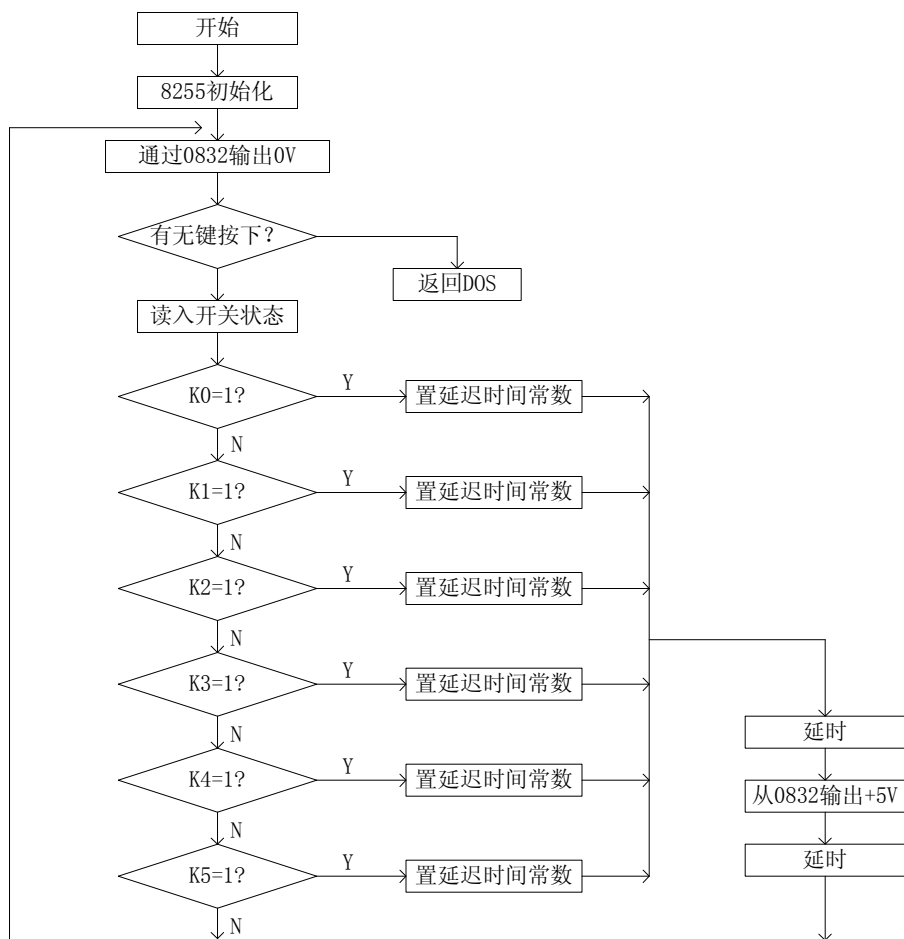 开始
8255初始化
通过0832输出0V
有无键按下？
返回DOS
读入开关状态
K0=1?
Y
置延迟时间常数
N
K1=1?
Y
置延迟时间常数
N
K2=1?
Y
置延迟时间常数
N
K3=1?
Y
置延迟时间常数
N
延时
K4=1?
Y
置延迟时间常数
从0832输出+5V
N
延时
K5=1?
Y
置延迟时间常数
N